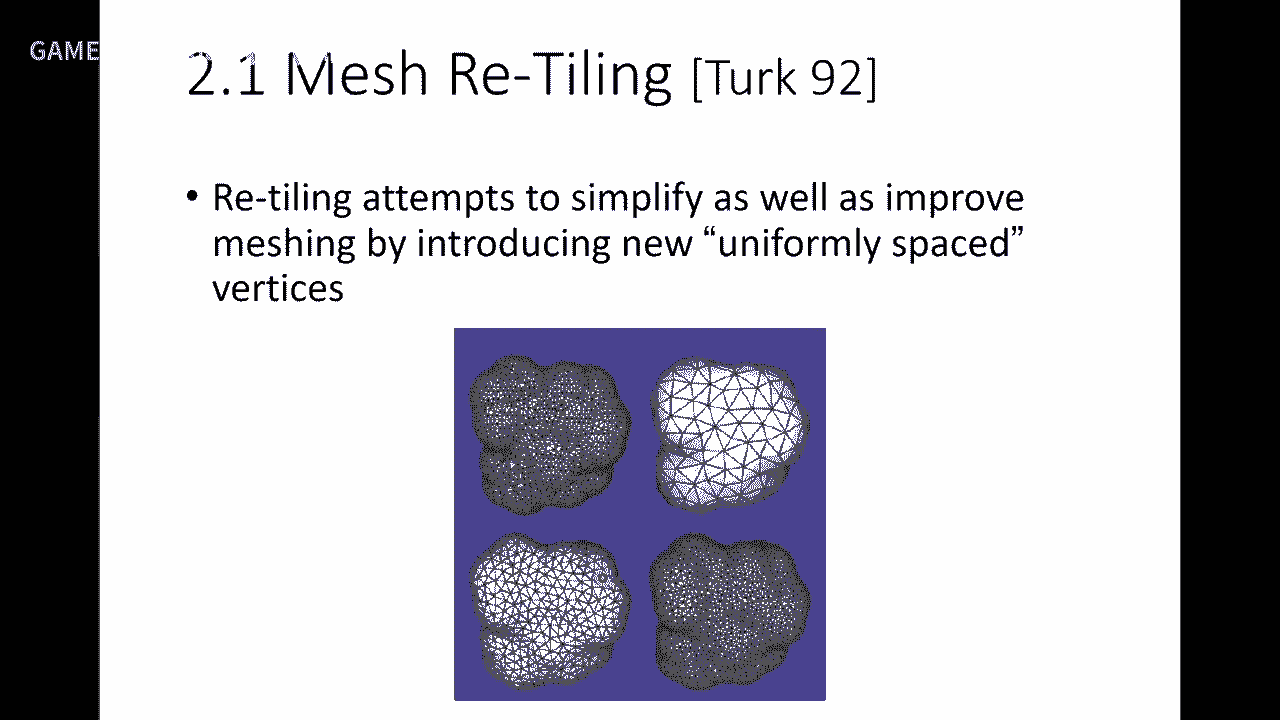 GAME
2.1 Mesh Re-Tiling [Turk 92]
• Re-tiling attempts to simplify as well as improve
meshing by introducing new “uniformly spaced”
vertices